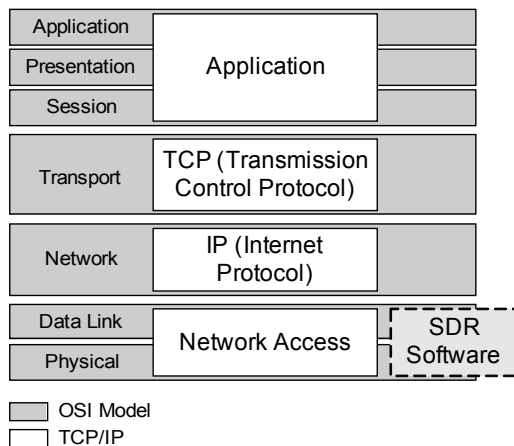 Application
Presentation
Session
Application
Transport
TCP (Transmission
Control Protocol)
Network
IP (Internet
Protocol)
Data Link
Physical
Network Access
SDR
Software
OSI Model
TCP/IP